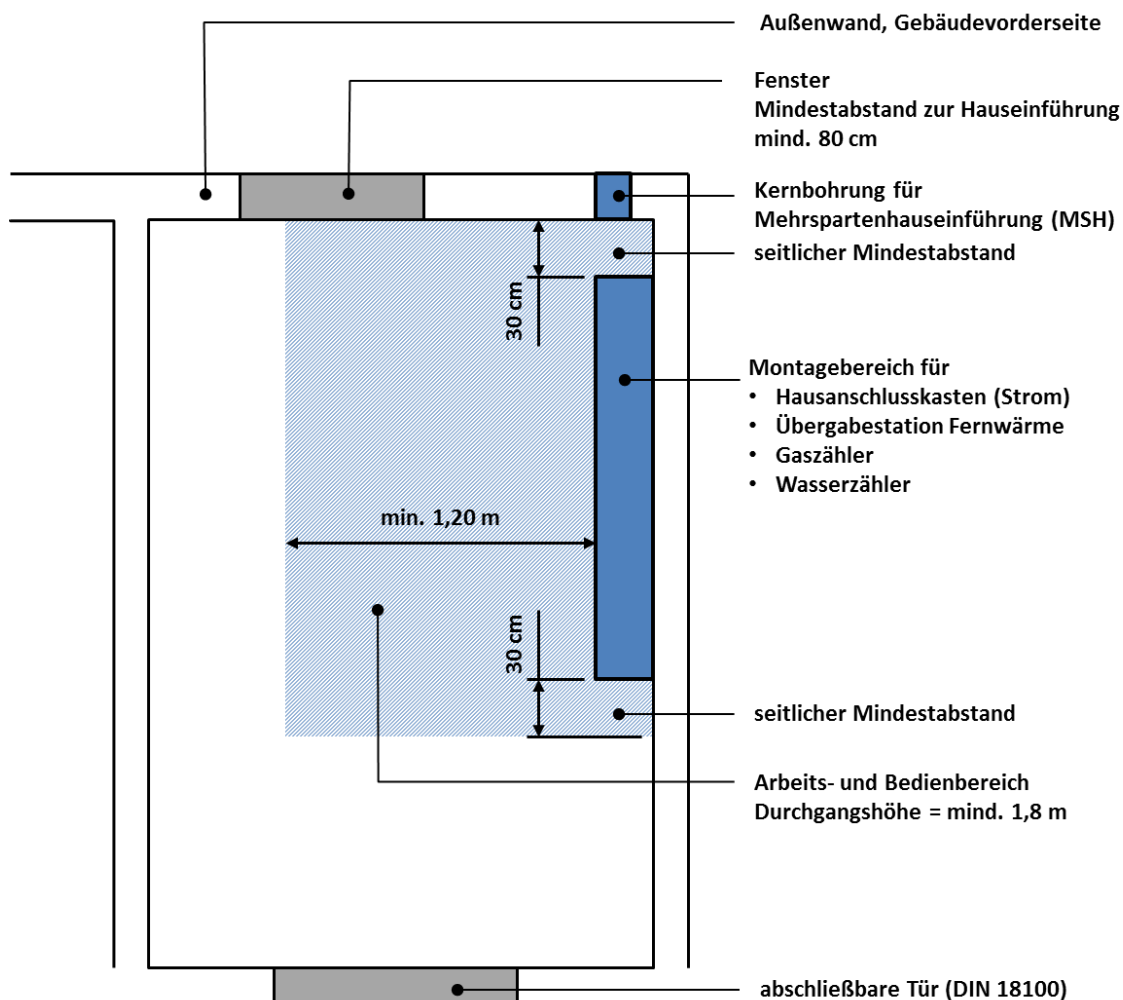 Außenwand, Gebäudevorderseite
Fenster
Mindestabstand zur Hauseinführung
mind. 80 cm
Kernbohrung für
Mehrspartenhauseinführung (MSH)
seitlicher Mindestabstand
30 cm
Montagebereich für
• Hausanschlusskasten (Strom)
• Übergabestation Fernwärme
• Gaszähler
• Wasserzähler
min. 1,20 m
30 cm
seitlicher Mindestabstand
Arbeits- und Bedienbereich
Durchgangshöhe = mind. 1,8 m
abschließbare Tür (DIN 18100)